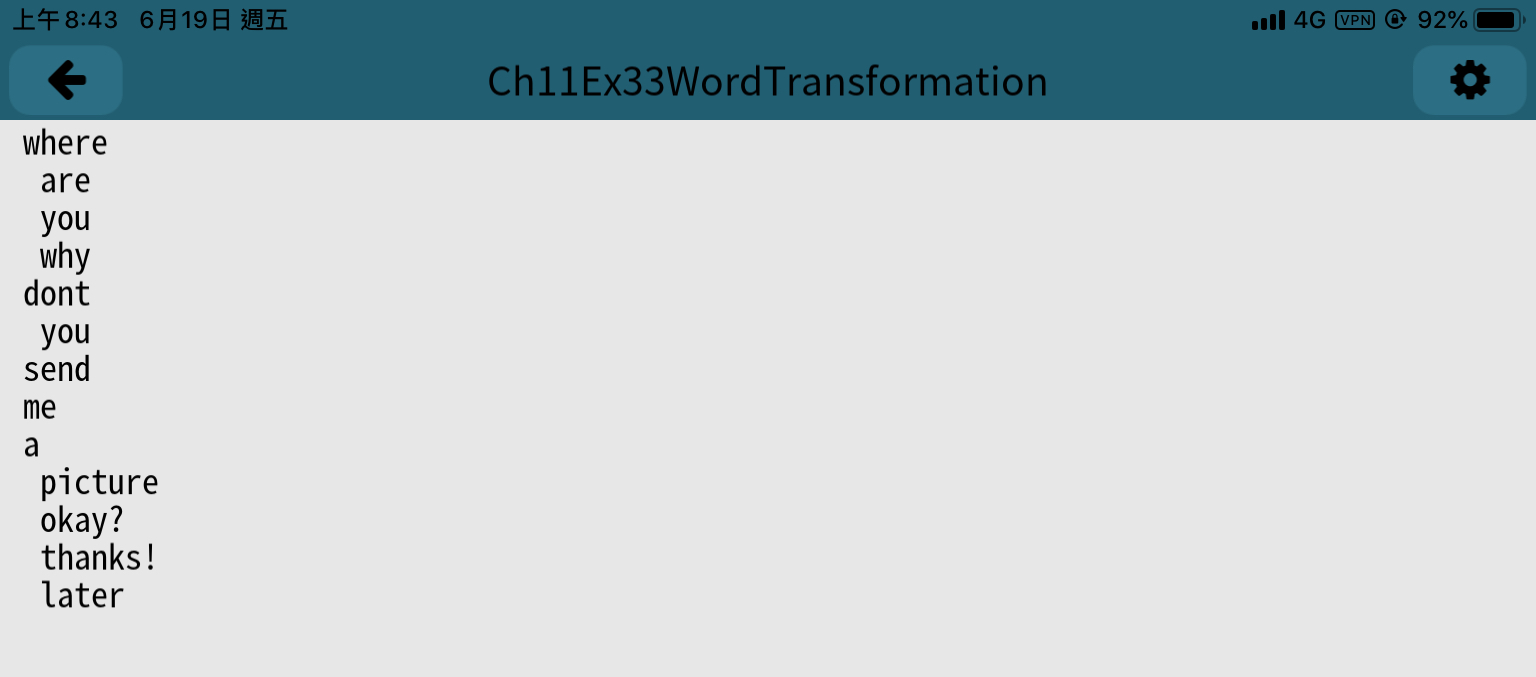 上午8:43 6月19日 週五 4G VPN 92%
Ch11Ex33WordTransformation
where
are
you
why
dont
you
send
me
a
picture
okay?
thanks!
later